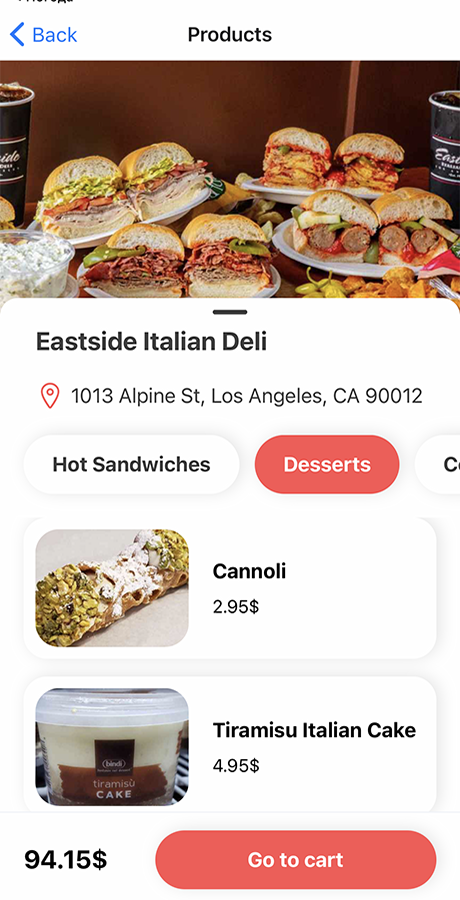 Погода
Back
Products
Eastside Italian Deli
1013 Alpine St, Los Angeles, CA 90012
Hot Sandwiches
Desserts
Cannoli
2.95$
Tiramisu Italian Cake
4.95$
bindi
tiramisù
CAKE
94.15$
Go to cart